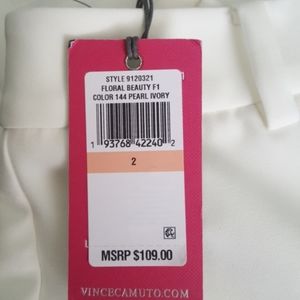 STYLE 9120321
FLORAL BEAUTY F1
COLOR 144 PEARL IVORY
1 93768 42240 2
2
MSRP $109.00
VINCECAMUTO.COM